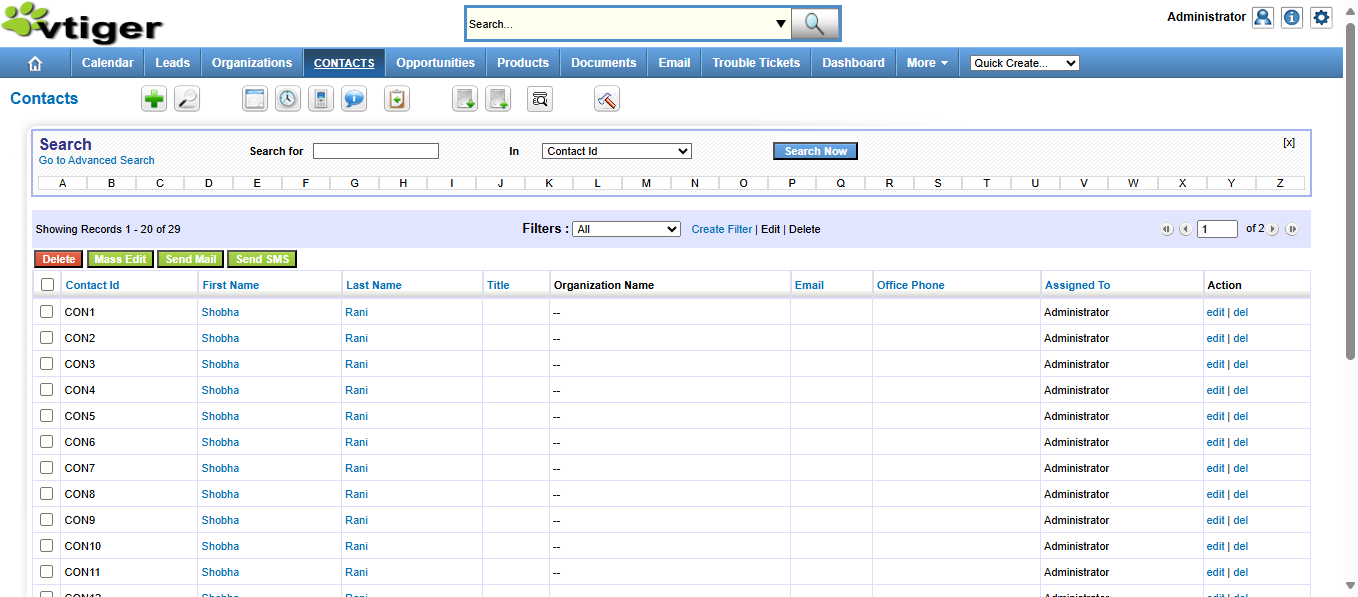 vtiger
Search...
Administrator
Calendar Leads Organizations CONTACTS Opportunities Products Documents Email Trouble Tickets Dashboard More Quick Create...
Contacts
Search [x]
Go to Advanced Search
Search for In Contact Id Search Now
A B C D E F G H I J K L M N O P Q R S T U V W X Y Z
Showing Records 1 - 20 of 29 Filters : All Create Filter | Edit | Delete 1 of 2
Delete Mass Edit Send Mail Send SMS
Contact Id First Name Last Name Title Organization Name Email Office Phone Assigned To Action
CON1 Shobha Rani -- Administrator edit | del
CON2 Shobha Rani -- Administrator edit | del
CON3 Shobha Rani -- Administrator edit | del
CON4 Shobha Rani -- Administrator edit | del
CON5 Shobha Rani -- Administrator edit | del
CON6 Shobha Rani -- Administrator edit | del
CON7 Shobha Rani -- Administrator edit | del
CON8 Shobha Rani -- Administrator edit | del
CON9 Shobha Rani -- Administrator edit | del
CON10 Shobha Rani -- Administrator edit | del
CON11 Shobha Rani -- Administrator edit | del